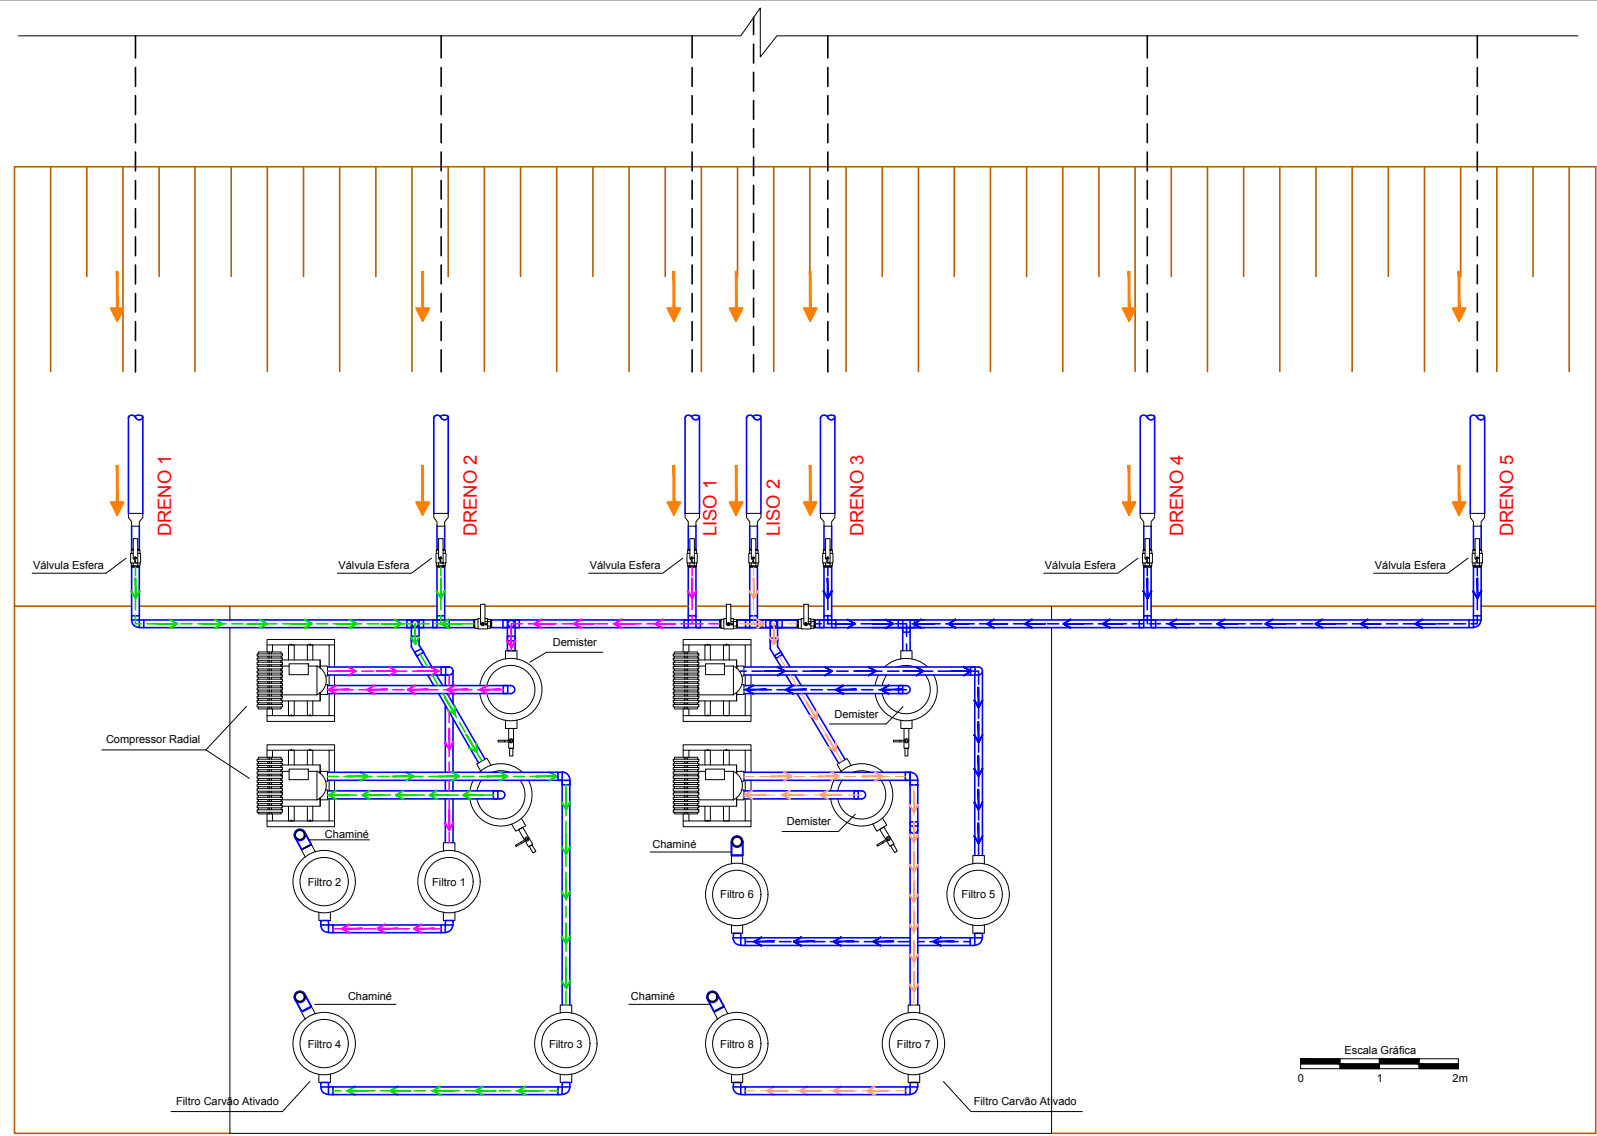 DRENO 1
DRENO 2
LISO 1
LISO 2
DRENO 3
DRENO 4
DRENO 5
Válvula Esfera
Válvula Esfera
Válvula Esfera
Válvula Esfera
Válvula Esfera
Demister
Demister
Compressor Radial
Demister
Chaminé
Chaminé
Filtro 2
Filtro 1
Filtro 6
Filtro 5
Chaminé
Chaminé
Filtro 4
Filtro 3
Filtro 8
Filtro 7
Escala Gráfica
0 1 2m
Filtro Carvão Ativado
Filtro Carvão Ativado